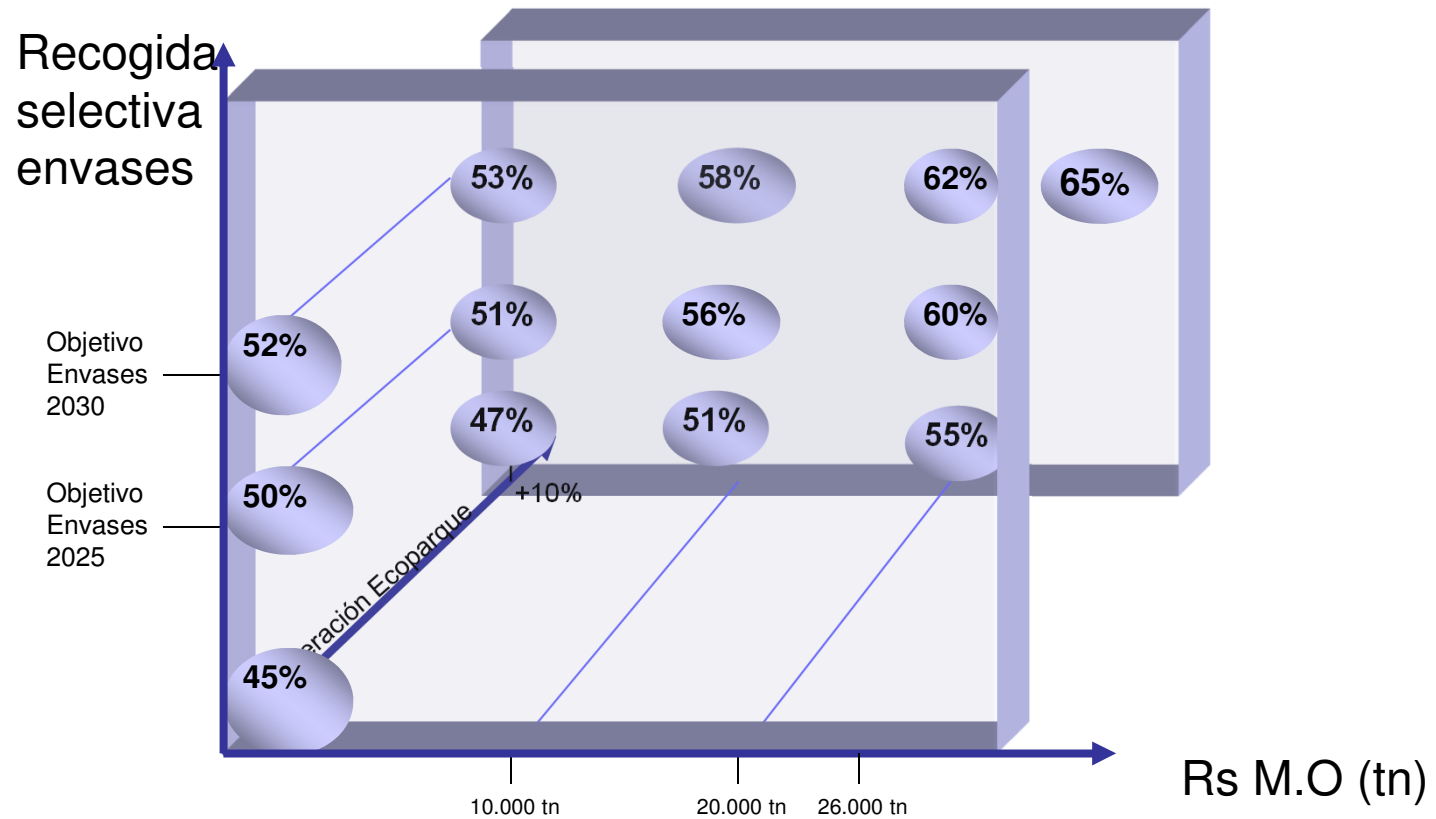 Recogida
selectiva
envases
53%
58%
62%
65%
51%
56%
60%
Objetivo
Envases
2030
52%
47%
51%
55%
+10%
Objetivo
Envases
2025
50%
Ecoparque
45%
10.000 tn
20.000 tn
26.000 tn
Rs M.O (tn)